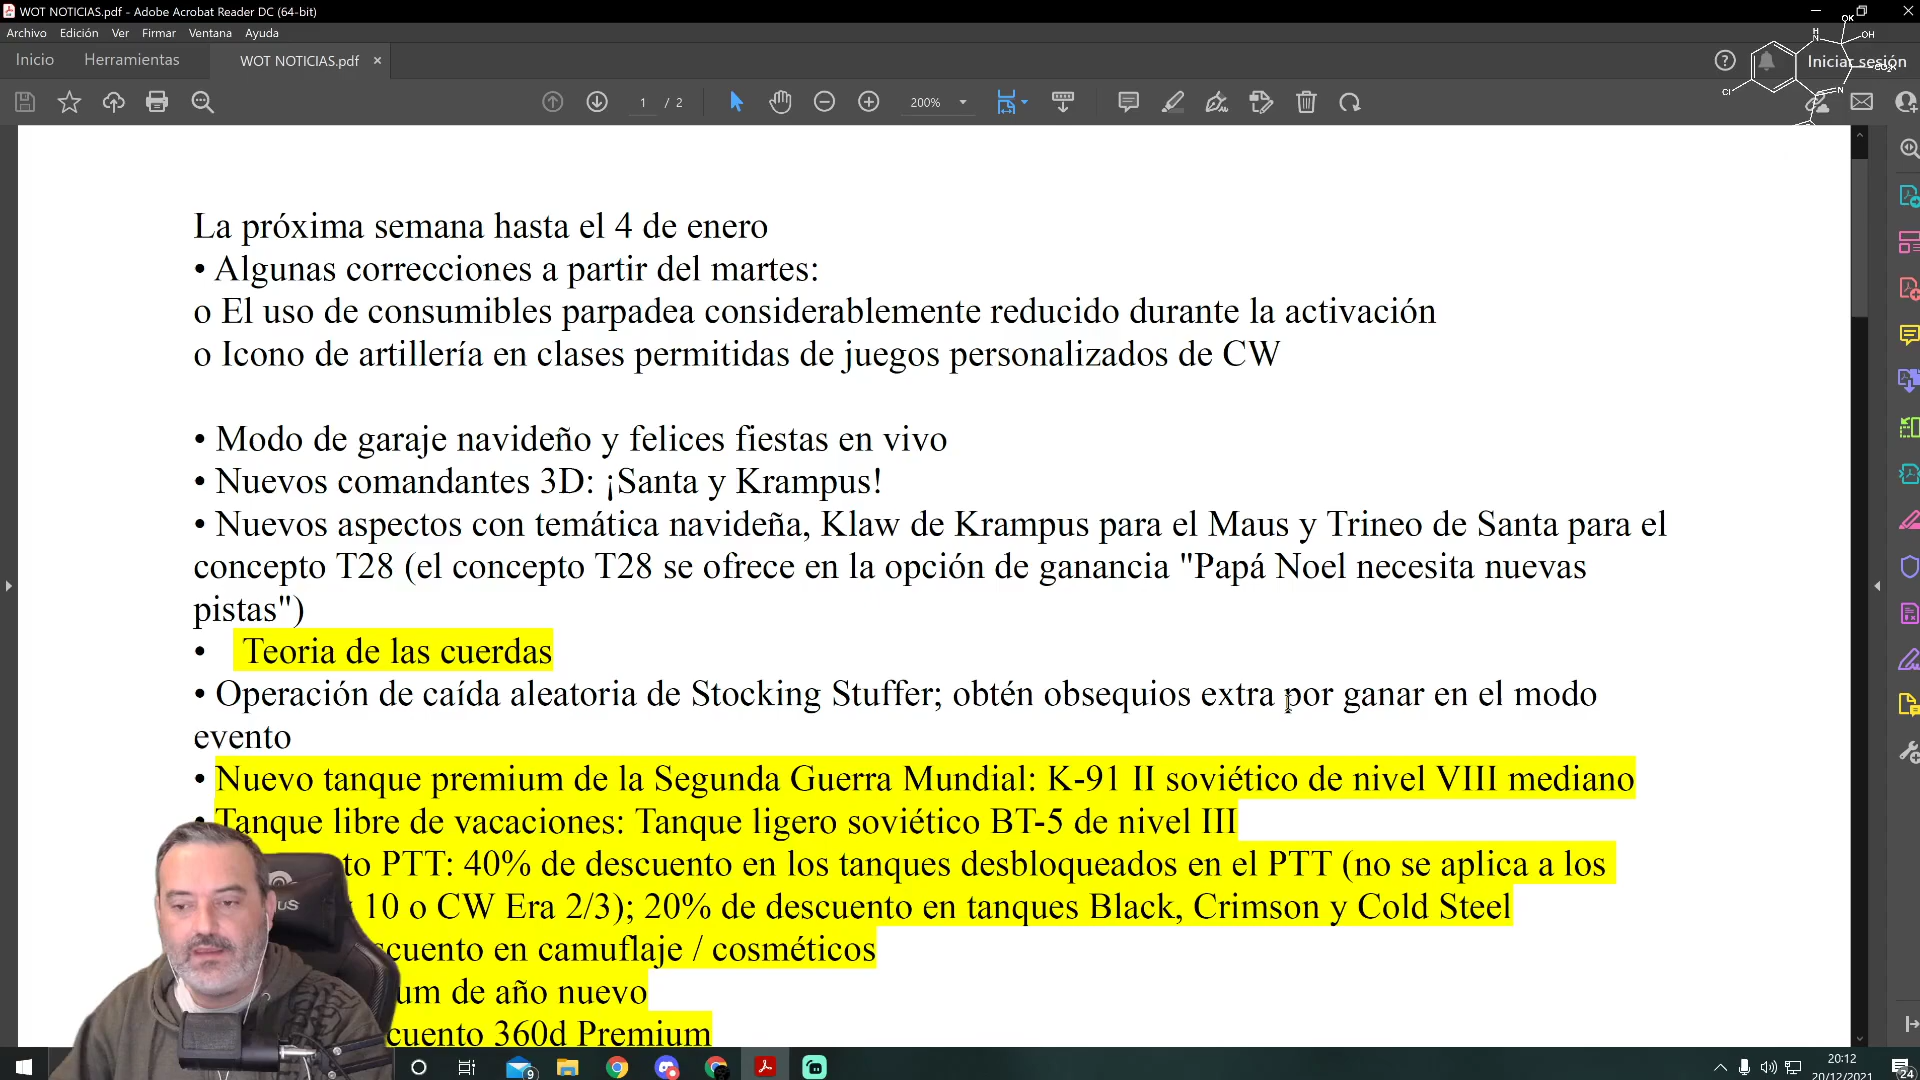 WOT NOTICIAS.pdf - Adobe Acrobat Reader DC (64-bit)
Archivo Edición Ver Firmar Ventana Ayuda
Inicio Herramientas WOT NOTICIAS.pdf × Iniciar sesión
1 / 2 200%
OK
H
N
OH
Cl
N
La próxima semana hasta el 4 de enero
• Algunas correcciones a partir del martes:
o El uso de consumibles parpadea considerablemente reducido durante la activación
o Icono de artillería en clases permitidas de juegos personalizados de CW
• Modo de garaje navideño y felices fiestas en vivo
• Nuevos comandantes 3D: ¡Santa y Krampus!
• Nuevos aspectos con temática navideña, Klaw de Krampus para el Maus y Trineo de Santa para el
concepto T28 (el concepto T28 se ofrece en la opción de ganancia "Papá Noel necesita nuevas
pistas")
• Teoria de las cuerdas
• Operación de caída aleatoria de Stocking Stuffer; obtén obsequios extra por ganar en el modo
evento
• Nuevo tanque premium de la Segunda Guerra Mundial: K-91 II soviético de nivel VIII mediano
• Tanque libre de vacaciones: Tanque ligero soviético BT-5 de nivel III
to PTT: 40% de descuento en los tanques desbloqueados en el PTT (no se aplica a los
10 o CW Era 2/3); 20% de descuento en tanques Black, Crimson y Cold Steel
scuento en camuflaje / cosméticos
um de año nuevo
cuento 360d Premium
9
20:12
20/12/2021
24